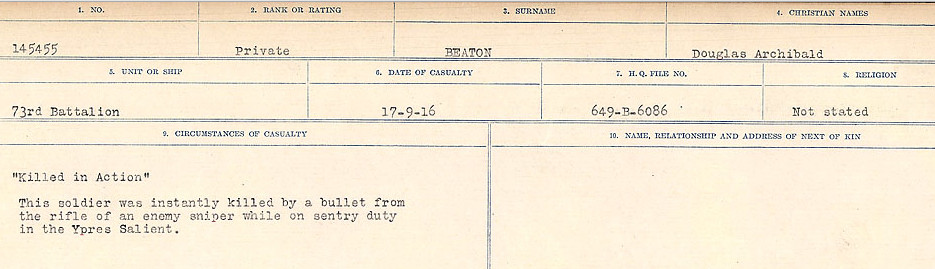 1. NO. 2. RANK OR RATING 3. SURNAME 4. CHRISTIAN NAMES
145455 Private BEATON Douglas Archibald
5. UNIT OR SHIP 6. DATE OF CASUALTY 7. H. Q. FILE NO. 8. RELIGION
73rd Battalion 17-9-16 649-B-6086 Not stated
9. CIRCUMSTANCES OF CASUALTY 10. NAME, RELATIONSHIP AND ADDRESS OF NEXT OF KIN
"Killed in Action"
This soldier was instantly killed by a bullet from
the rifle of an enemy sniper while on sentry duty
in the Ypres Salient.